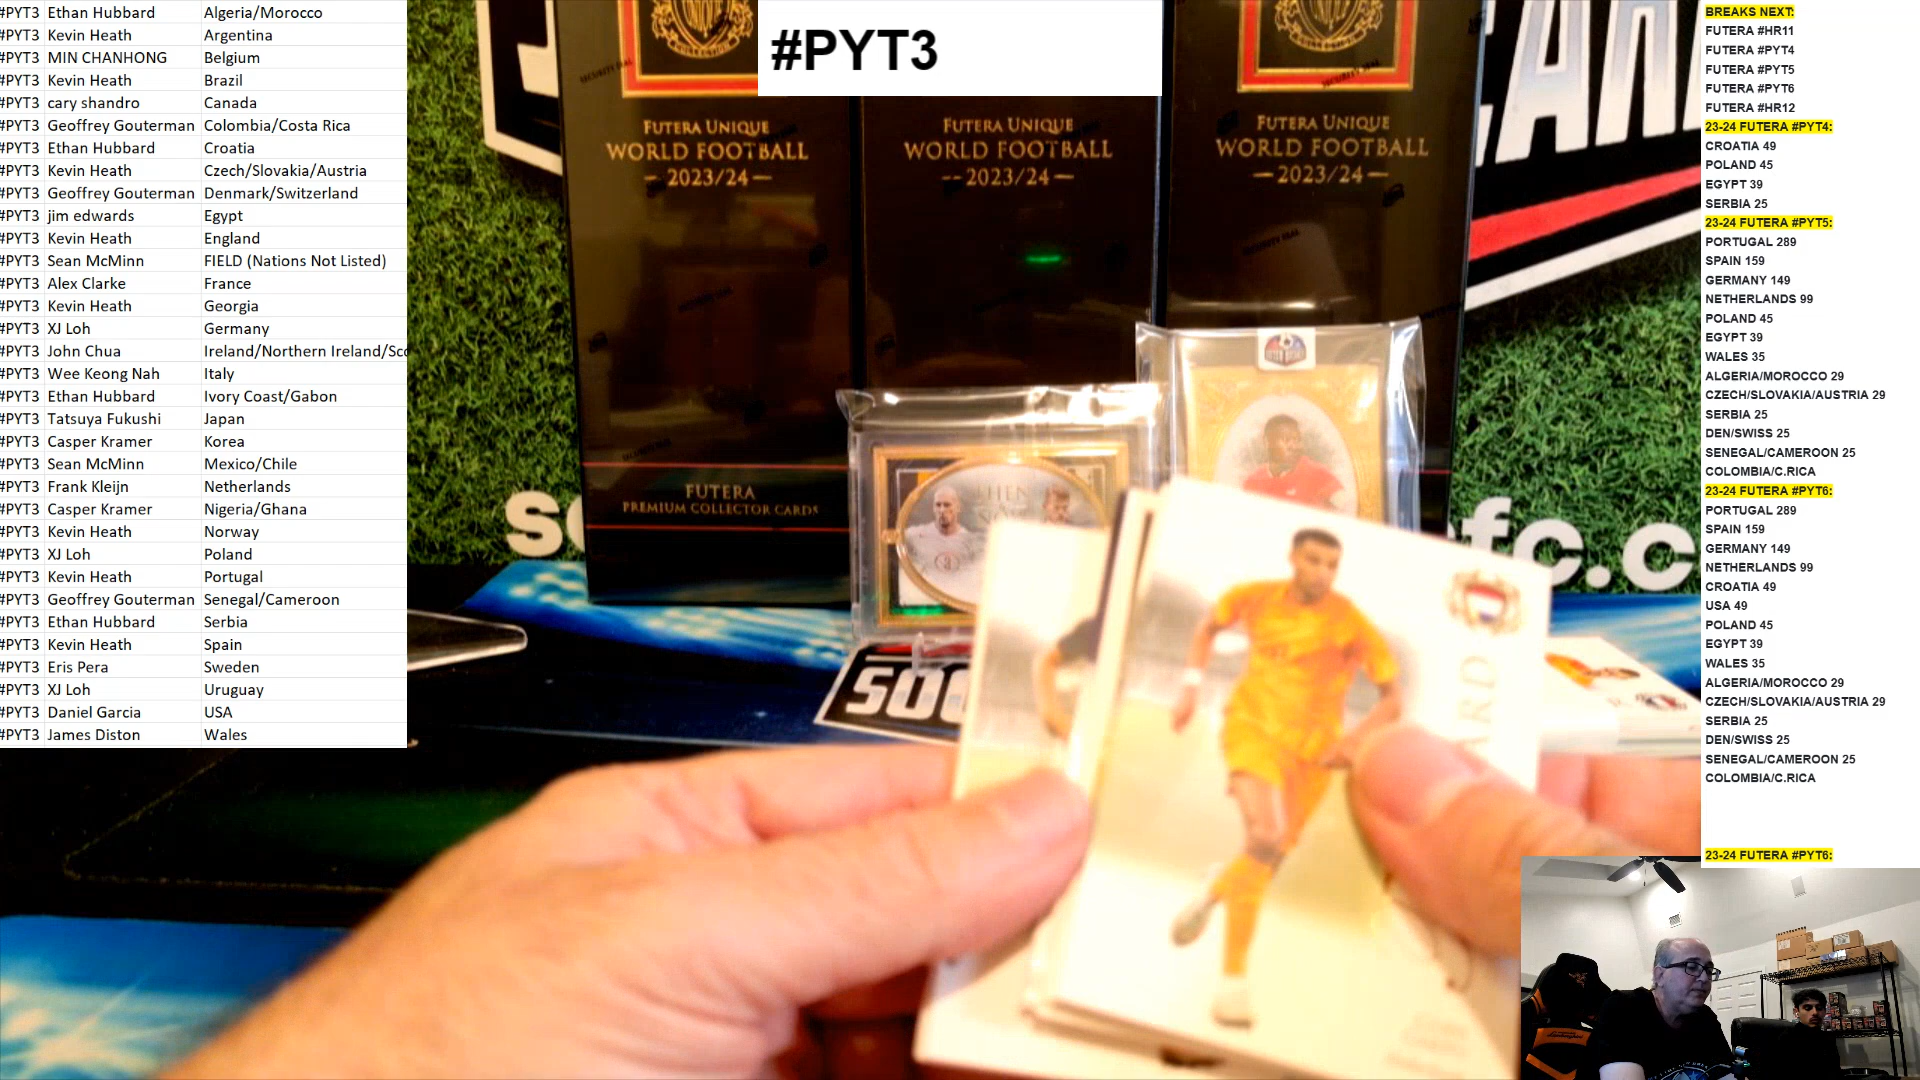 #PYT3 Ethan Hubbard Algeria/Morocco
#PYT3 Kevin Heath Argentina
#PYT3 MIN CHANHONG Belgium
#PYT3 Kevin Heath Brazil
#PYT3 cary shandro Canada
#PYT3 Geoffrey Gouterman Colombia/Costa Rica
#PYT3 Ethan Hubbard Croatia
#PYT3 Kevin Heath Czech/Slovakia/Austria
#PYT3 Geoffrey Gouterman Denmark/Switzerland
#PYT3 jim edwards Egypt
#PYT3 Kevin Heath England
#PYT3 Sean McMinn FIELD (Nations Not Listed)
#PYT3 Alex Clarke France
#PYT3 Kevin Heath Georgia
#PYT3 XJ Loh Germany
#PYT3 John Chua Ireland/Northern Ireland/Sco
#PYT3 Wee Keong Nah Italy
#PYT3 Ethan Hubbard Ivory Coast/Gabon
#PYT3 Tatsuya Fukushi Japan
#PYT3 Casper Kramer Korea
#PYT3 Sean McMinn Mexico/Chile
#PYT3 Frank Kleijn Netherlands
#PYT3 Casper Kramer Nigeria/Ghana
#PYT3 Kevin Heath Norway
#PYT3 XJ Loh Poland
#PYT3 Kevin Heath Portugal
#PYT3 Geoffrey Gouterman Senegal/Cameroon
#PYT3 Ethan Hubbard Serbia
#PYT3 Kevin Heath Spain
#PYT3 Eris Pera Sweden
#PYT3 XJ Loh Uruguay
#PYT3 Daniel Garcia USA
#PYT3 James Diston Wales
#PYT3
FUTERA UNIQUE
WORLD FOOTBALL
2023/24
FUTERA
PREMIUM COLLECTOR CARDS
FUTERA UNIQUE
WORLD FOOTBALL
2023/24
FUTERA UNIQUE
WORLD FOOTBALL
2023/24
THEN
SOC
fc.c
BREAKS NEXT:
FUTERA #HR11
FUTERA #PYT4
FUTERA #PYT5
FUTERA #PYT6
FUTERA #HR12
23-24 FUTERA #PYT4:
CROATIA 49
POLAND 45
EGYPT 39
SERBIA 25
23-24 FUTERA #PYT5:
PORTUGAL 289
SPAIN 159
GERMANY 149
NETHERLANDS 99
POLAND 45
EGYPT 39
WALES 35
ALGERIA/MOROCCO 29
CZECH/SLOVAKIA/AUSTRIA 29
SERBIA 25
DEN/SWISS 25
SENEGAL/CAMEROON 25
COLOMBIA/C.RICA
23-24 FUTERA #PYT6:
PORTUGAL 289
SPAIN 159
GERMANY 149
NETHERLANDS 99
CROATIA 49
USA 49
POLAND 45
EGYPT 39
WALES 35
ALGERIA/MOROCCO 29
CZECH/SLOVAKIA/AUSTRIA 29
SERBIA 25
DEN/SWISS 25
SENEGAL/CAMEROON 25
COLOMBIA/C.RICA
23-24 FUTERA #PYT6: